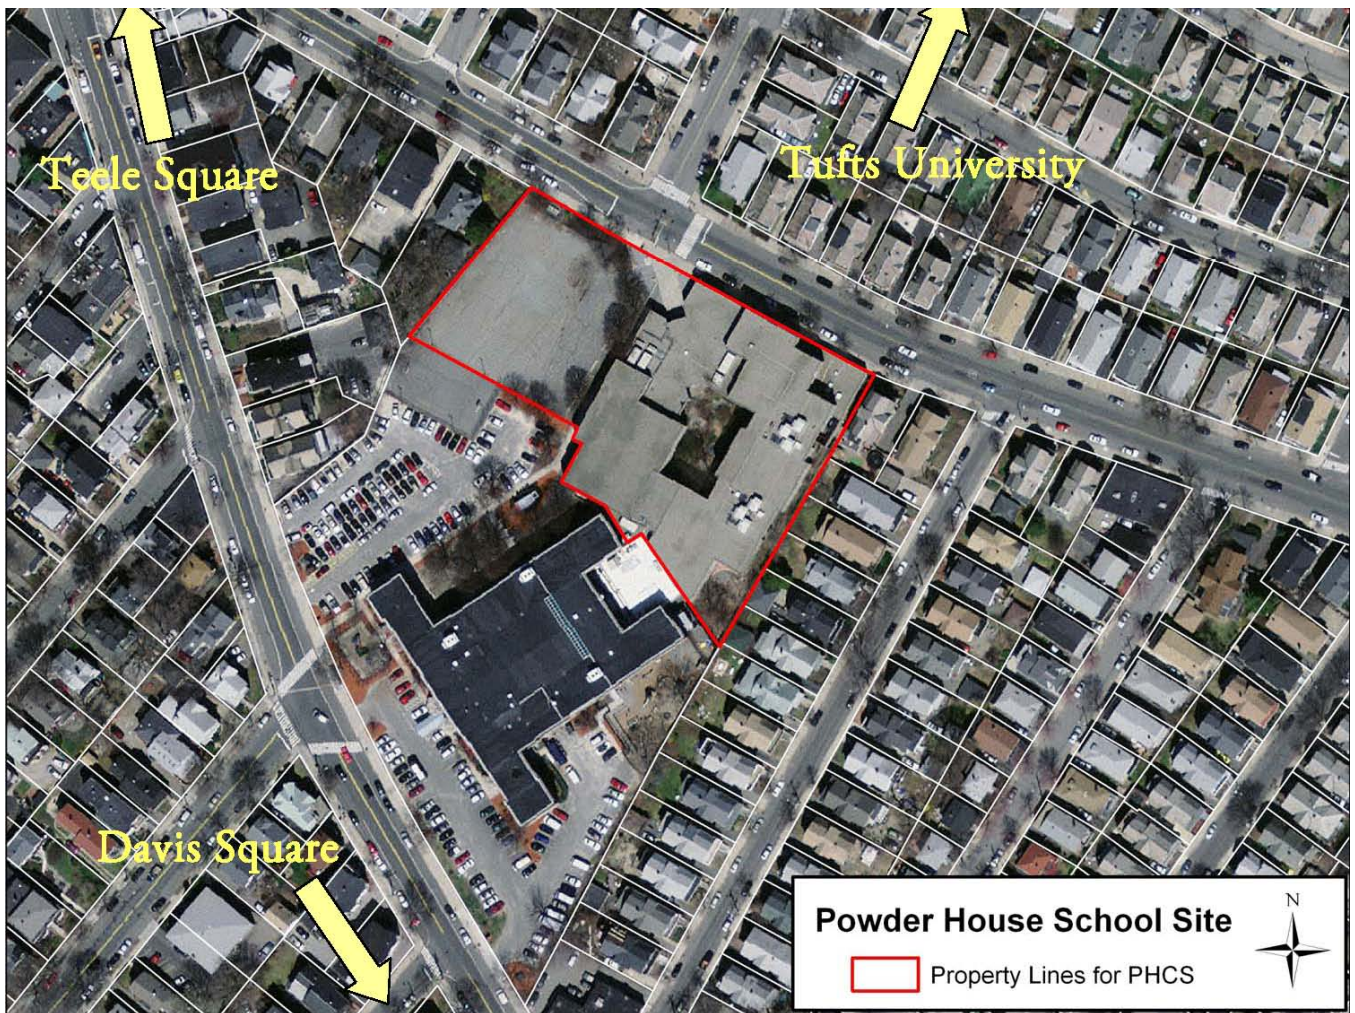 Teele Square
Tufts University
Davis Square
Powder House School Site
N
Property Lines for PHCS